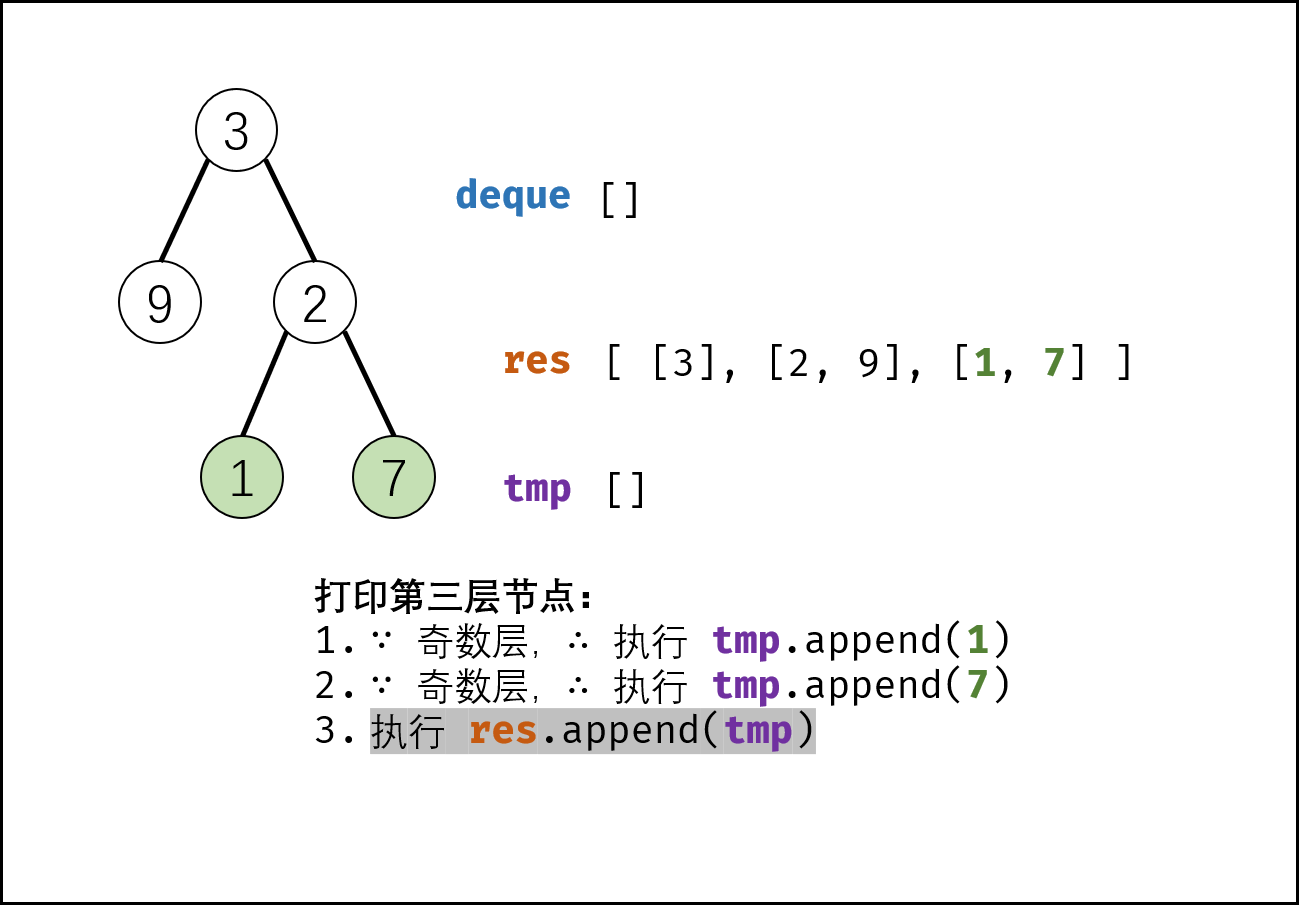 3
deque []
9
2
res [ [3], [2, 9], [1, 7] ]
1
7
tmp []
打印第三层节点：
1. ∵ 奇数层，∴ 执行 tmp.append(1)
2. ∵ 奇数层，∴ 执行 tmp.append(7)
3. 执行 res.append(tmp)